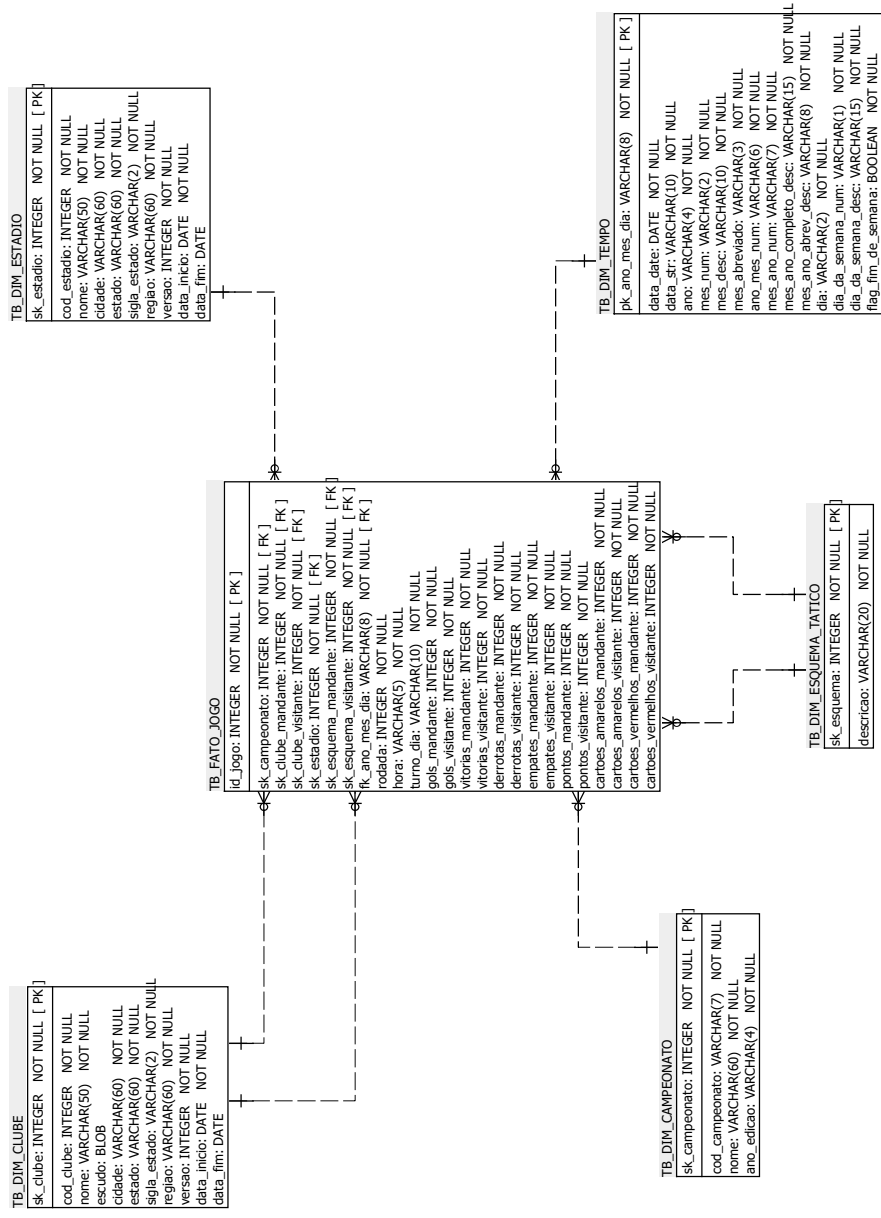 TB_DIM_CLUBE
sk_clube: INTEGER NOT NULL [ PK ]
cod_clube: INTEGER NOT NULL
nome: VARCHAR(50) NOT NULL
escudo: BLOB
cidade: VARCHAR(60) NOT NULL
estado: VARCHAR(60) NOT NULL
sigla_estado: VARCHAR(2) NOT NULL
regiao: VARCHAR(60) NOT NULL
versao: INTEGER NOT NULL
data_inicio: DATE NOT NULL
data_fim: DATE
TB_FATO_JOGO
id_jogo: INTEGER NOT NULL [ PK ]
sk_campeonato: INTEGER NOT NULL [ FK ]
sk_clube_mandante: INTEGER NOT NULL [ FK ]
sk_clube_visitante: INTEGER NOT NULL [ FK ]
sk_estadio: INTEGER NOT NULL [ FK ]
sk_esquema_mandante: INTEGER NOT NULL [ FK ]
sk_esquema_visitante: INTEGER NOT NULL [ FK ]
fk_ano_mes_dia: VARCHAR(8) NOT NULL [ FK ]
rodada: INTEGER NOT NULL
hora: VARCHAR(5) NOT NULL
turno_dia: VARCHAR(10) NOT NULL
gols_mandante: INTEGER NOT NULL
gols_visitante: INTEGER NOT NULL
vitorias_mandante: INTEGER NOT NULL
vitorias_visitante: INTEGER NOT NULL
derrotas_mandante: INTEGER NOT NULL
derrotas_visitante: INTEGER NOT NULL
empates_mandante: INTEGER NOT NULL
empates_visitante: INTEGER NOT NULL
pontos_mandante: INTEGER NOT NULL
pontos_visitante: INTEGER NOT NULL
cartoes_amarelos_mandante: INTEGER NOT NULL
cartoes_amarelos_visitante: INTEGER NOT NULL
cartoes_vermelhos_mandante: INTEGER NOT NULL
cartoes_vermelhos_visitante: INTEGER NOT NULL
TB_DIM_ESTADIO
sk_estadio: INTEGER NOT NULL [ PK ]
cod_estadio: INTEGER NOT NULL
nome: VARCHAR(50) NOT NULL
cidade: VARCHAR(60) NOT NULL
estado: VARCHAR(60) NOT NULL
sigla_estado: VARCHAR(2) NOT NULL
regiao: VARCHAR(60) NOT NULL
versao: INTEGER NOT NULL
data_inicio: DATE NOT NULL
data_fim: DATE
TB_DIM_CAMPEONATO
sk_campeonato: INTEGER NOT NULL [ PK ]
cod_campeonato: VARCHAR(7) NOT NULL
nome: VARCHAR(60) NOT NULL
ano_edicao: VARCHAR(4) NOT NULL
TB_DIM_ESQUEMA_TATICO
sk_esquema: INTEGER NOT NULL [ PK ]
descricao: VARCHAR(20) NOT NULL
TB_DIM_TEMPO
pk_ano_mes_dia: VARCHAR(8) NOT NULL [ PK ]
data_date: DATE NOT NULL
data_str: VARCHAR(10) NOT NULL
ano: VARCHAR(4) NOT NULL
mes_num: VARCHAR(2) NOT NULL
mes_desc: VARCHAR(10) NOT NULL
mes_abreviado: VARCHAR(3) NOT NULL
ano_mes_num: VARCHAR(6) NOT NULL
mes_ano_num: VARCHAR(7) NOT NULL
mes_ano_completo_desc: VARCHAR(15) NOT NULL
mes_ano_abrev_desc: VARCHAR(8) NOT NULL
dia: VARCHAR(2) NOT NULL
dia_da_semana_num: VARCHAR(1) NOT NULL
dia_da_semana_desc: VARCHAR(15) NOT NULL
flag_fim_de_semana: BOOLEAN NOT NULL